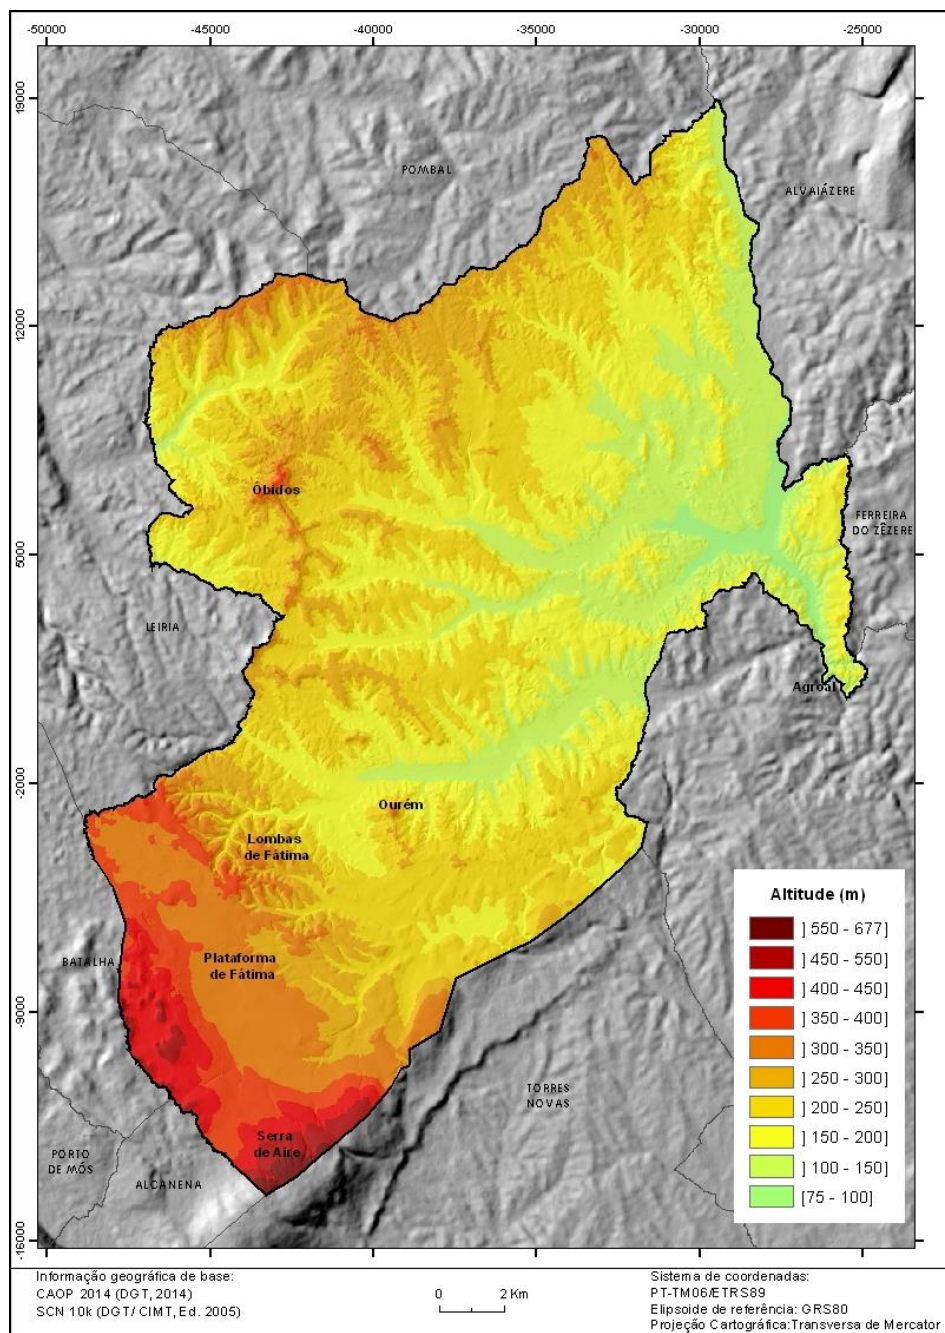 -50000 -45000 -40000 -35000 -30000 -25000
19000
POMBAL
ALVAIÁZERE
12000
Óbidos
FERREIRA
DO ZÊZERE
5000
LEIRIA
Agroal
-2000
Ourém
Lombas
de Fátima
Altitude (m)
] 550 - 677]
] 450 - 550]
] 400 - 450]
] 350 - 400]
] 300 - 350]
] 250 - 300]
] 200 - 250]
] 150 - 200]
] 100 - 150]
[75 - 100]
BATALHA
Plataforma
de Fátima
-9000
TORRES
NOVAS
Serra
de Aire
PORTO
DE MÓS
ALCANENA
-16000
Informação geográfica de base:
CAOP 2014 (DGT, 2014)
SCN 10k (DGT/ CIMT, Ed. 2005)
0 2 Km
Sistema de coordenadas:
PT-TM06/ETRS89
Elipsoide de referência: GRS80
Projeção Cartográfica:Transversa de Mercator